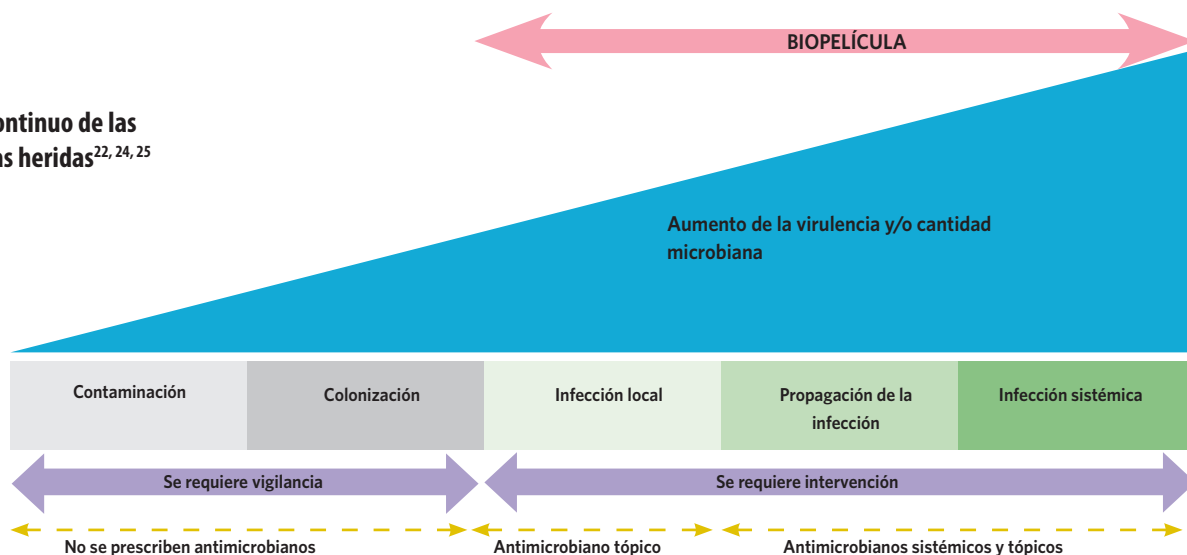 BIOPELÍCULA
ontinuo de las
as heridas22, 24, 25
Aumento de la virulencia y/o cantidad
microbiana
Contaminación
Colonización
Infección local
Propagación de la
infección
Infección sistémica
Se requiere vigilancia
Se requiere intervención
No se prescriben antimicrobianos
Antimicrobiano tópico
Antimicrobianos sistémicos y tópicos